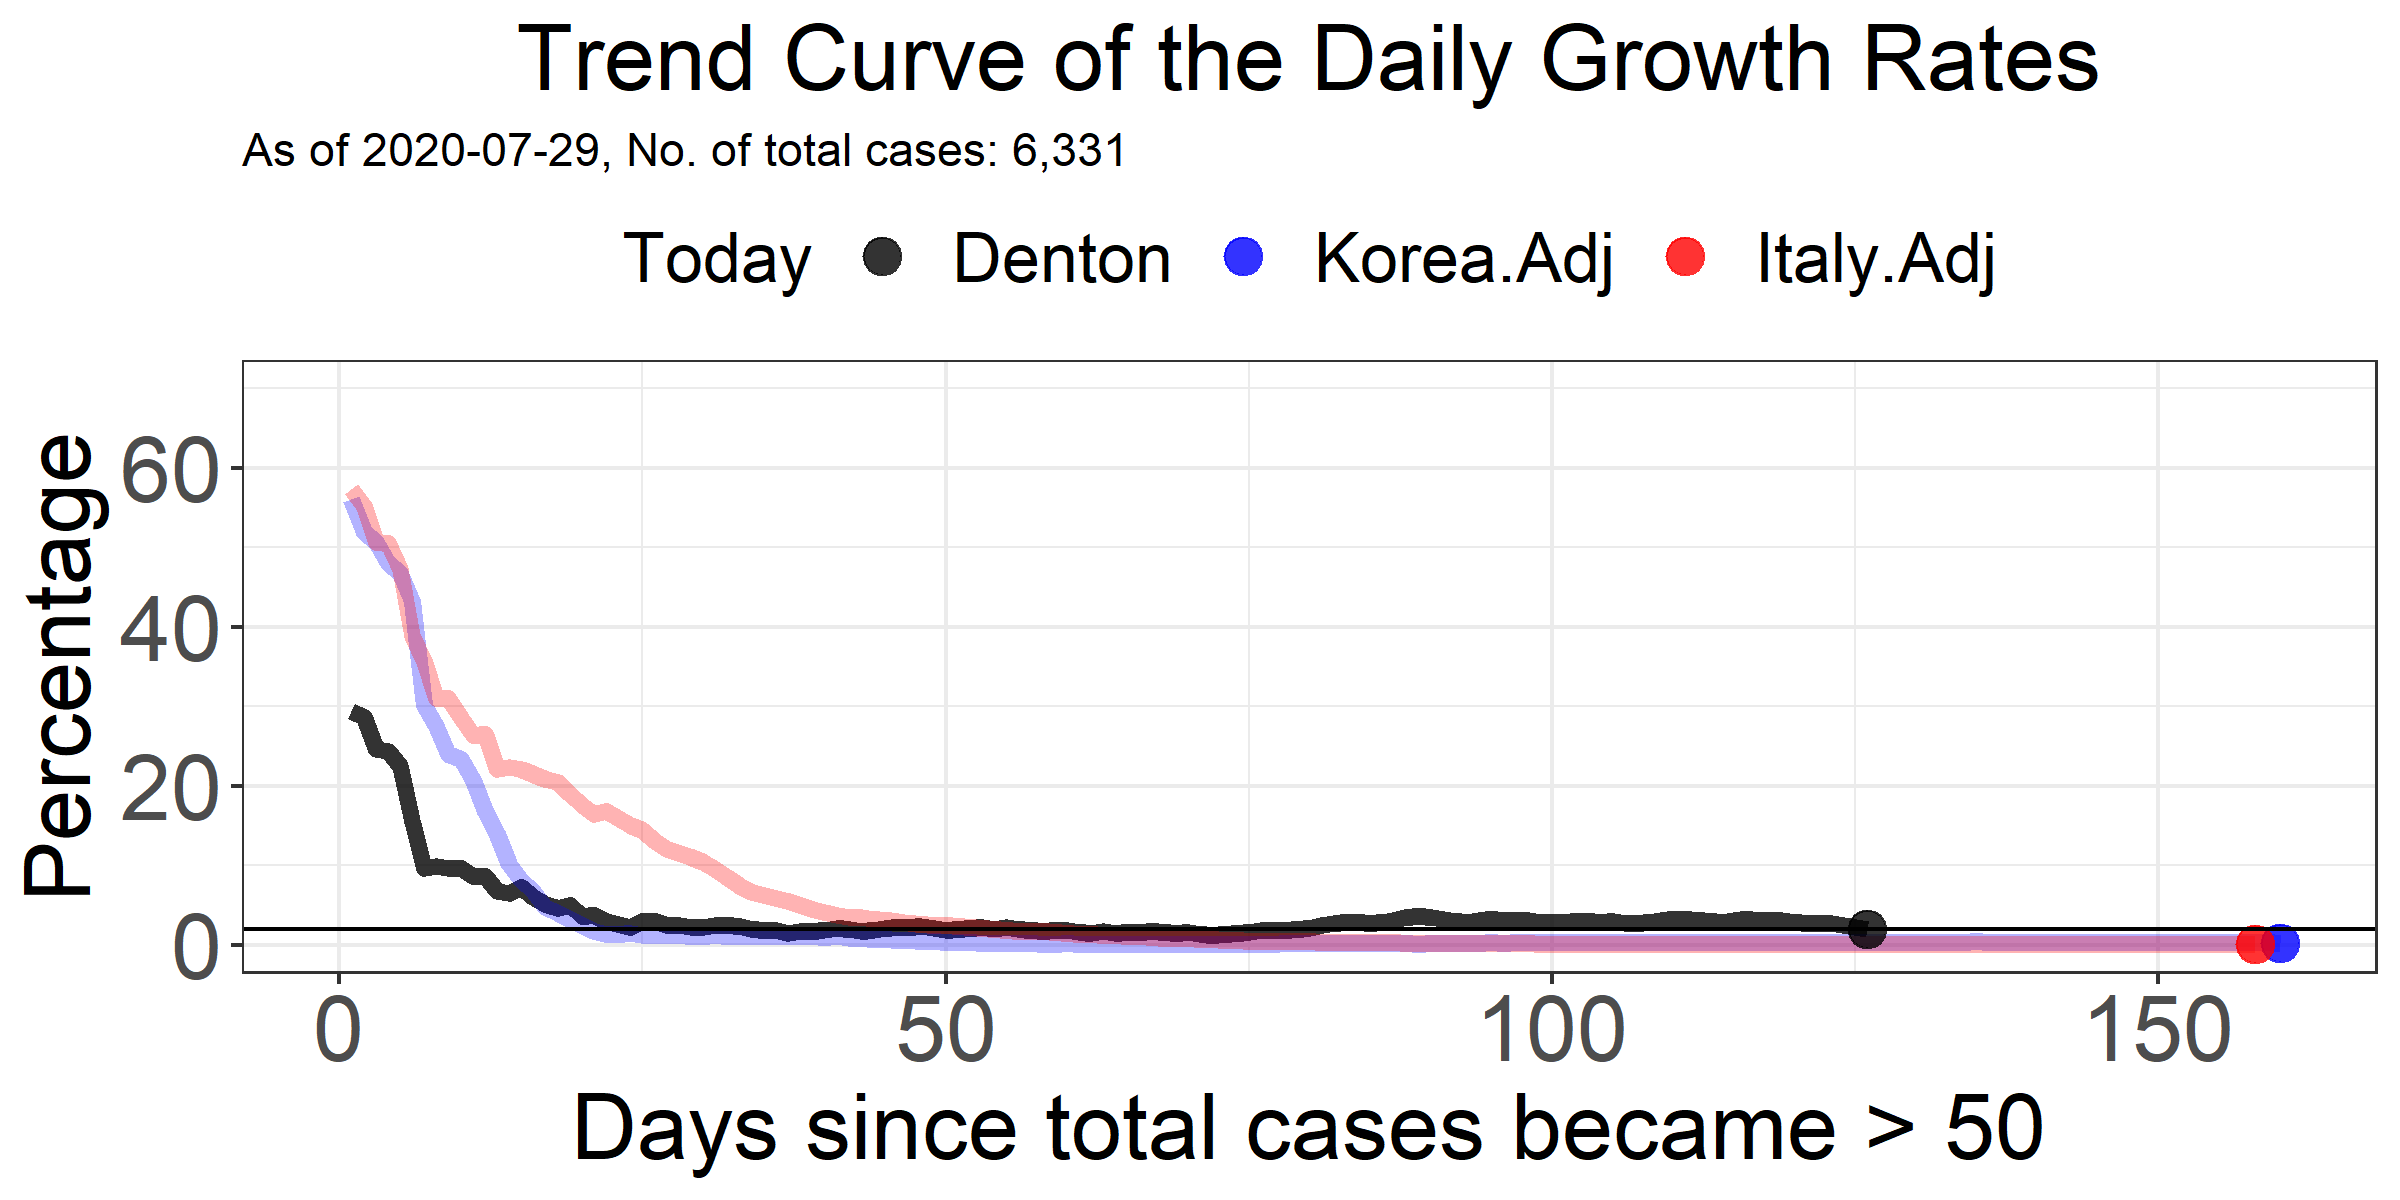 Trend Curve of the Daily Growth Rates
As of 2020-07-29, No. of total cases: 6,331
Today Denton Korea.Adj Italy.Adj
Percentage
60
40
20
0
0 50 100 150
Days since total cases became > 50